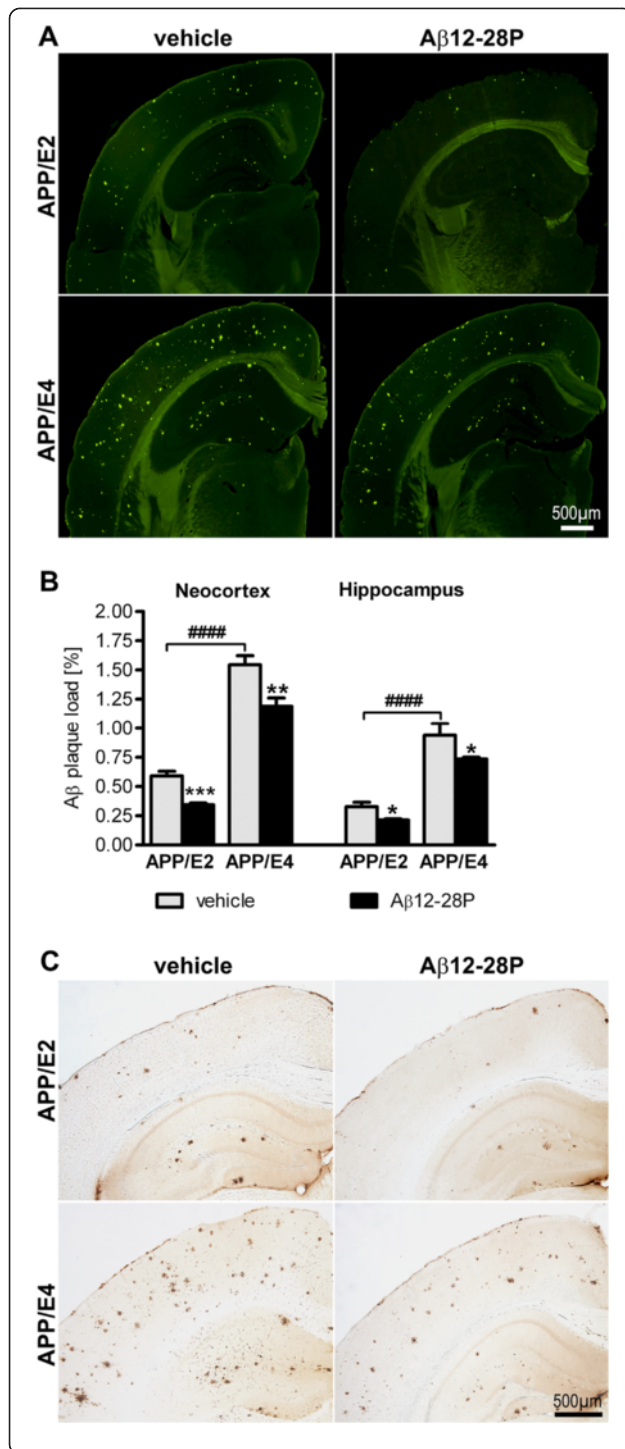 A
vehicle
Aβ12-28P
APP/E2
APP/E4
500µm
B
Neocortex
Hippocampus
Aβ plaque load [%]
2.00
1.75
1.50
1.25
1.00
0.75
0.50
0.25
0.00
####
***
**
####
*
*
APP/E2
APP/E4
APP/E2
APP/E4
vehicle
Aβ12-28P
C
vehicle
Aβ12-28P
APP/E2
APP/E4
500µm